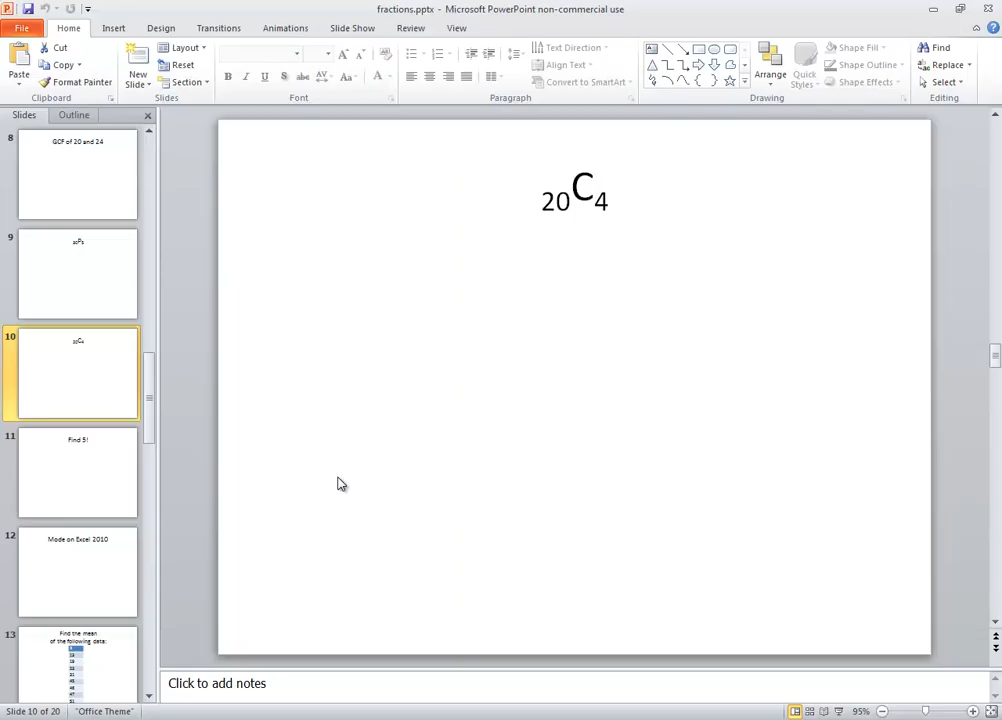 fractions.pptx - Microsoft PowerPoint non-commercial use
File Home Insert Design Transitions Animations Slide Show Review View
Paste
Cut
Copy
Format Painter
Clipboard
New Slide
Layout
Reset
Section
Slides
B I U S abc AV Aa A
Font
Text Direction
Align Text
Convert to SmartArt
Paragraph
Arrange
Quick Styles
Shape Fill
Shape Outline
Shape Effects
Drawing
Find
Replace
Select
Editing
Slides Outline
8
GCF of 20 and 24
9
10
₂₀C₄
11
Find 5!
12
Mode on Excel 2010
13
Find the mean
of the following data:
₂₀C₄
Click to add notes
Slide 10 of 20 "Office Theme" 95%